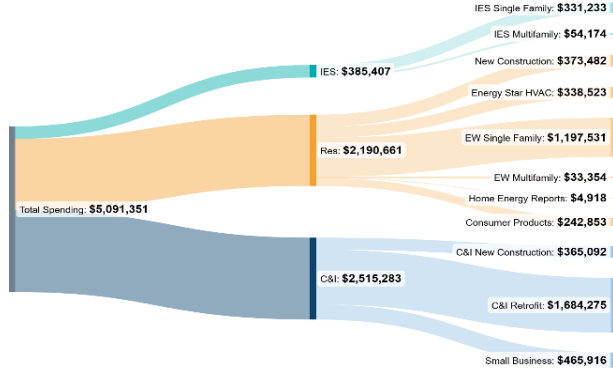 IES Single Family: $331,233
IES Multifamily: $54,174
New Construction: $373,482
IES: $385,407
Energy Star HVAC: $338,523
EW Single Family: $1,197,531
Res: $2,190,661
EW Multifamily: $33,354
Home Energy Reports: $4,918
Total Spending: $5,091,351
Consumer Products: $242,853
C&I New Construction: $365,092
C&I: $2,515,283
C&I Retrofit: $1,684,275
Small Business: $465,916